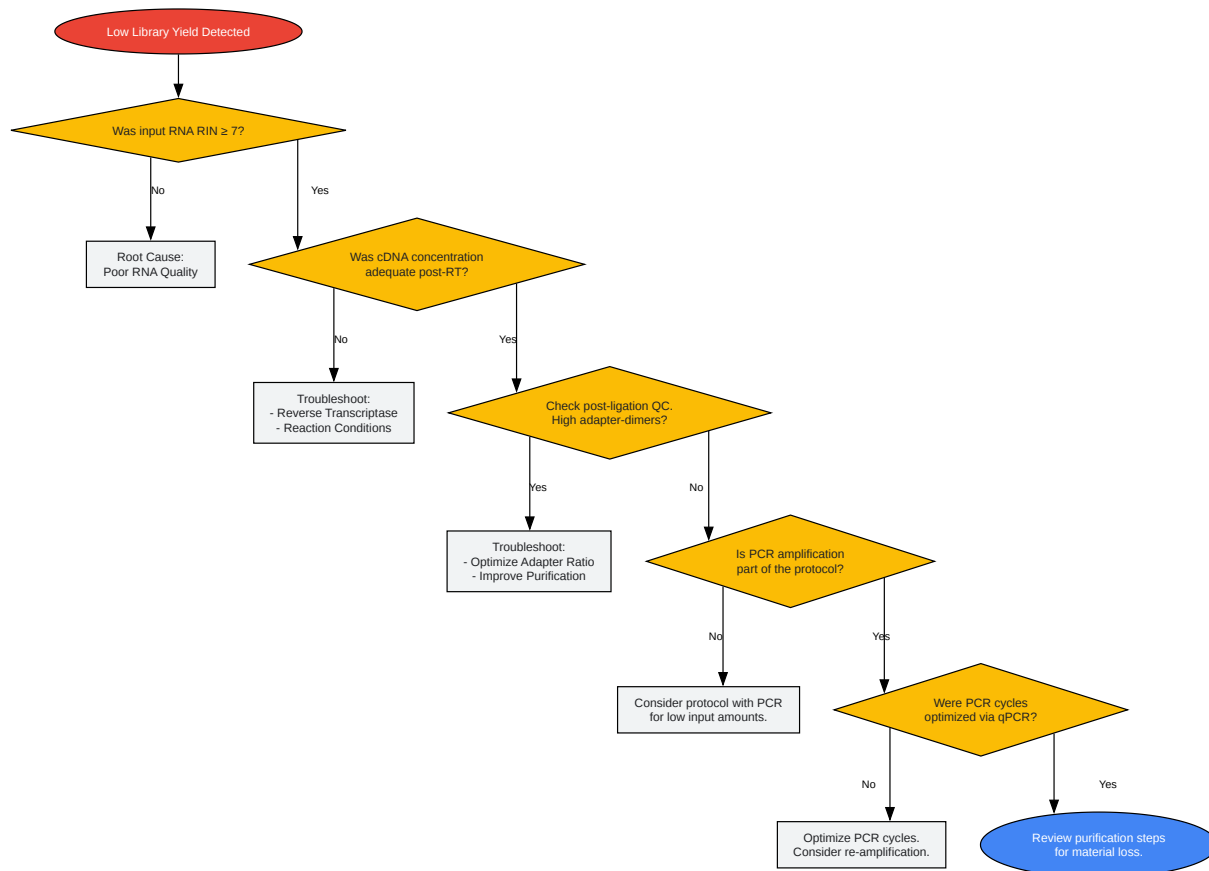 Low Library Yield Detected
Was input RNA RIN ≥ 7?
No
Yes
Root Cause:
Poor RNA Quality
Was cDNA concentration
adequate post-RT?
No
Yes
Troubleshoot:
- Reverse Transcriptase
- Reaction Conditions
Check post-ligation QC.
High adapter-dimers?
Yes
No
Troubleshoot:
- Optimize Adapter Ratio
- Improve Purification
Is PCR amplification
part of the protocol?
No
Yes
Consider protocol with PCR
for low input amounts.
Were PCR cycles
optimized via qPCR?
No
Yes
Optimize PCR cycles.
Consider re-amplification.
Review purification steps
for material loss.